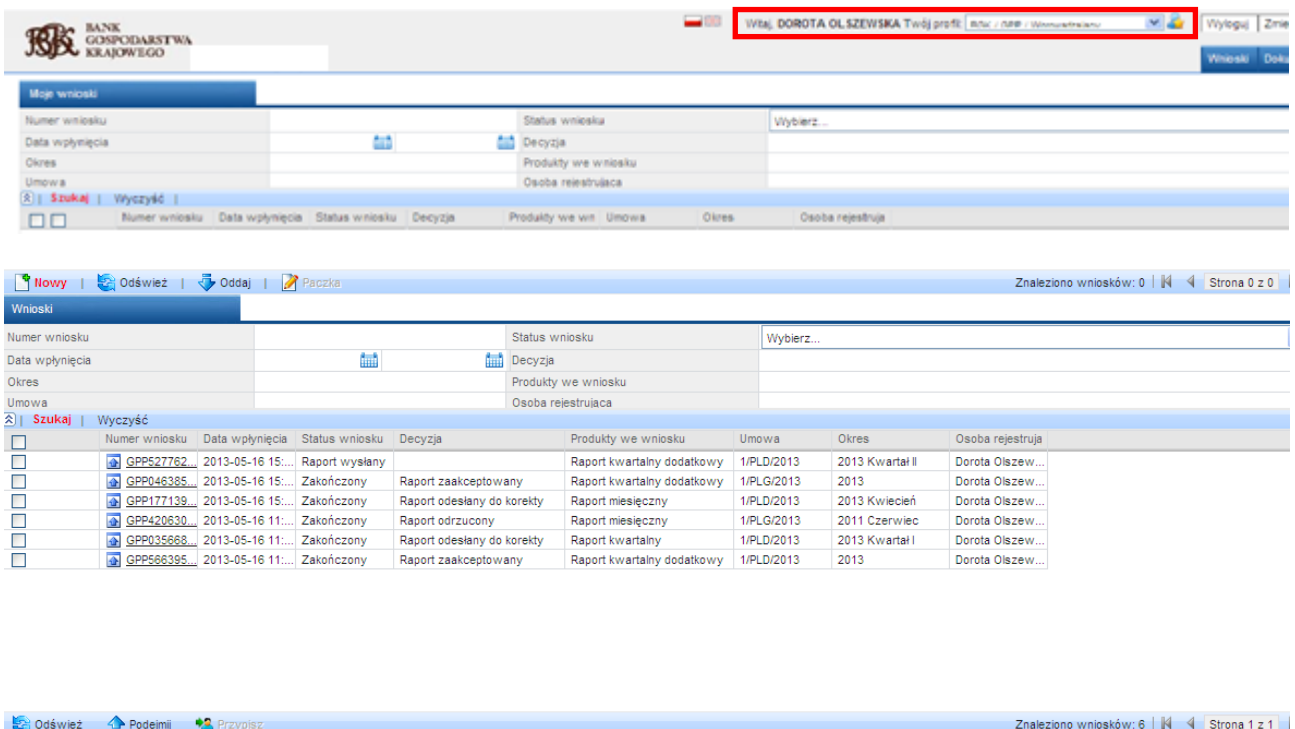 BANK
GOSPODARSTWA
KRAJOWEGO
Witaj, DOROTA OLSZEWSKA Twój profil: Wyloguj Zmie
Wnioski Doku
Moje wnioski
Numer wniosku Status wniosku Wybierz...
Data wpłynięcia Decyzja
Okres Produkty we wniosku
Umowa Osoba rejestrująca
| Szukaj | Wyczyść |
Numer wniosku Data wpłynięcia Status wniosku Decyzja Produkty we wn Umowa Okres Osoba rejestruja
Nowy | Odśwież | Oddaj | Paczka Znaleziono wniosków: 0 | Strona 0 z 0
Wnioski
Numer wniosku Status wniosku Wybierz...
Data wpłynięcia Decyzja
Okres Produkty we wniosku
Umowa Osoba rejestrująca
| Szukaj | Wyczyść
Numer wniosku Data wpłynięcia Status wniosku Decyzja Produkty we wniosku Umowa Okres Osoba rejestruja
GPP527762... 2013-05-16 15:... Raport wysłany Raport kwartalny dodatkowy 1/PLD/2013 2013 Kwartał II Dorota Olszew...
GPP046385... 2013-05-16 15:... Zakończony Raport zaakceptowany Raport kwartalny dodatkowy 1/PLG/2013 2013 Dorota Olszew...
GPP177139... 2013-05-16 15:... Zakończony Raport odesłany do korekty Raport miesięczny 1/PLD/2013 2013 Kwiecień Dorota Olszew...
GPP420630... 2013-05-16 11:... Zakończony Raport odrzucony Raport miesięczny 1/PLG/2013 2011 Czerwiec Dorota Olszew...
GPP035668... 2013-05-16 11:... Zakończony Raport odesłany do korekty Raport kwartalny 1/PLD/2013 2013 Kwartał I Dorota Olszew...
GPP566395... 2013-05-16 11:... Zakończony Raport zaakceptowany Raport kwartalny dodatkowy 1/PLD/2013 2013 Dorota Olszew...
Odśwież Podejmij Przypisz Znaleziono wniosków: 6 | Strona 1 z 1